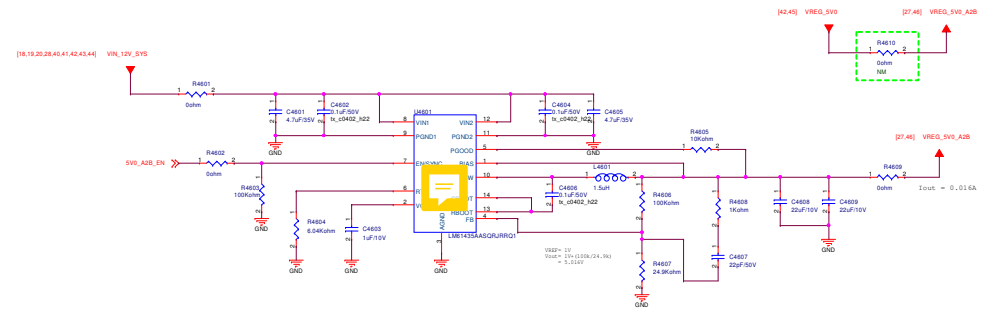 [42,45] VREG_5V0
[27,46] VREG_5V0_A2B
R4610
1 2
0ohm
NM
[18,19,20,28,40,41,42,43,44] VIN_12V_SYS
R4601
1 2
0ohm
C4601
4.7uF/35V
C4602
0.1uF/50V
tx_c0402_h22
C4604
0.1uF/50V
tx_c0402_h22
C4605
4.7uF/35V
GND
GND
U4601
8 VIN1
VIN2 12
9 PGND1
PGND2 11
PGOOD 5
7 EN/SYNC
BIAS 1
10
6
14
2
RBOOT 13
FB 4
AGND
3
LM61435AASQRJRRQ1
GND
5V0_A2B_EN
R4602
1 2
0ohm
R4603
100Kohm
GND
R4604
6.04Kohm
GND
C4603
1uF/10V
GND
R4605
10Kohm
1 2
L4601
1 2
1.5uH
C4606
0.1uF/50V
tx_c0402_h22
R4606
100Kohm
R4607
24.9Kohm
GND
R4608
1Kohm
C4607
22pF/50V
C4608
22uF/10V
C4609
22uF/10V
GND
[27,46] VREG_5V0_A2B
R4609
1 2
0ohm
Iout = 0.016A
VREF= 1V
Vout= 1V+(100k/24.9k)
= 5.016V